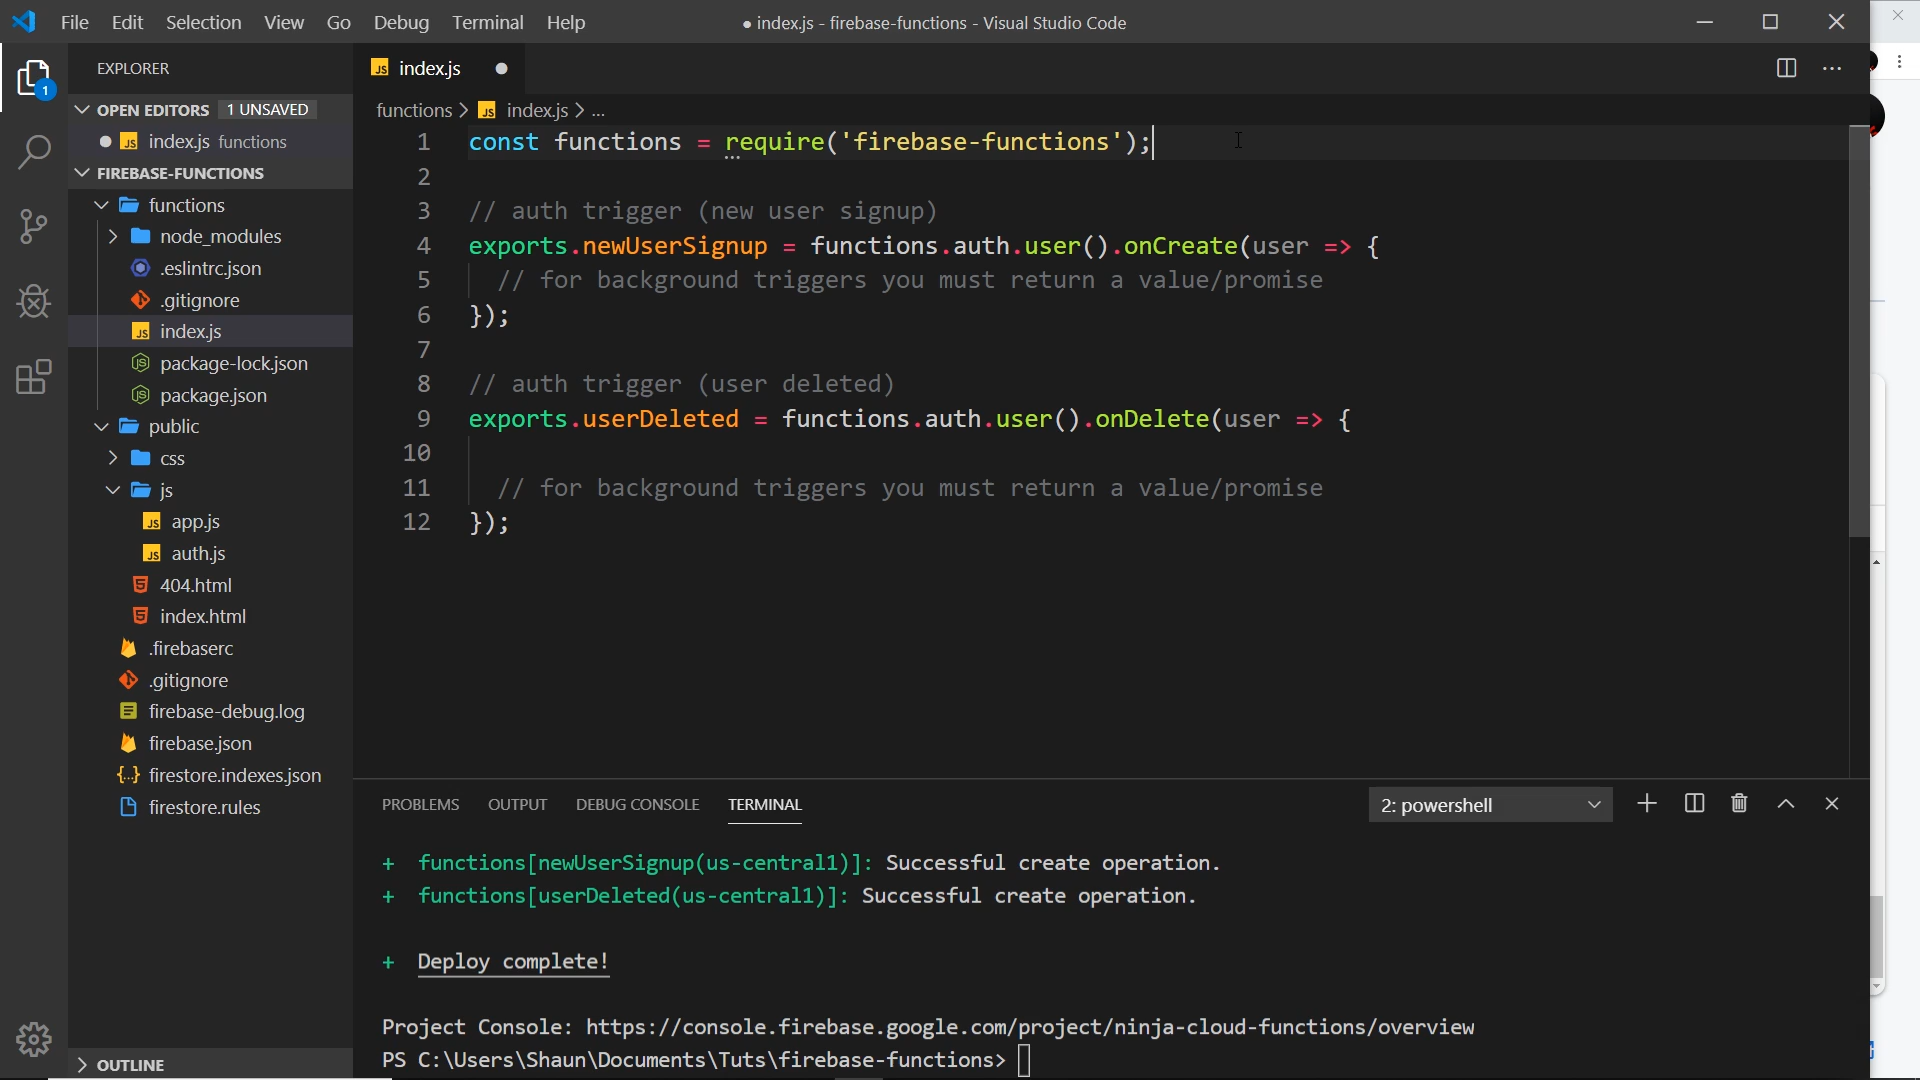 File Edit Selection View Go Debug Terminal Help
● index.js - firebase-functions - Visual Studio Code
EXPLORER
OPEN EDITORS 1 UNSAVED
index.js functions
FIREBASE-FUNCTIONS
functions
node_modules
.eslintrc.json
.gitignore
index.js
package-lock.json
package.json
public
css
js
app.js
auth.js
404.html
index.html
.firebaserc
.gitignore
firebase-debug.log
firebase.json
firestore.indexes.json
firestore.rules
OUTLINE
1
JS index.js
functions > JS index.js > ...
1 const functions = require('firebase-functions');
2
3 // auth trigger (new user signup)
4 exports.newUserSignup = functions.auth.user().onCreate(user => {
5 // for background triggers you must return a value/promise
6 });
7
8 // auth trigger (user deleted)
9 exports.userDeleted = functions.auth.user().onDelete(user => {
10
11 // for background triggers you must return a value/promise
12 });
PROBLEMS OUTPUT DEBUG CONSOLE TERMINAL 2: powershell
+ functions[newUserSignup(us-central1)]: Successful create operation.
+ functions[userDeleted(us-central1)]: Successful create operation.
+ Deploy complete!
Project Console: https://console.firebase.google.com/project/ninja-cloud-functions/overview
PS C:\Users\Shaun\Documents\Tuts\firebase-functions>